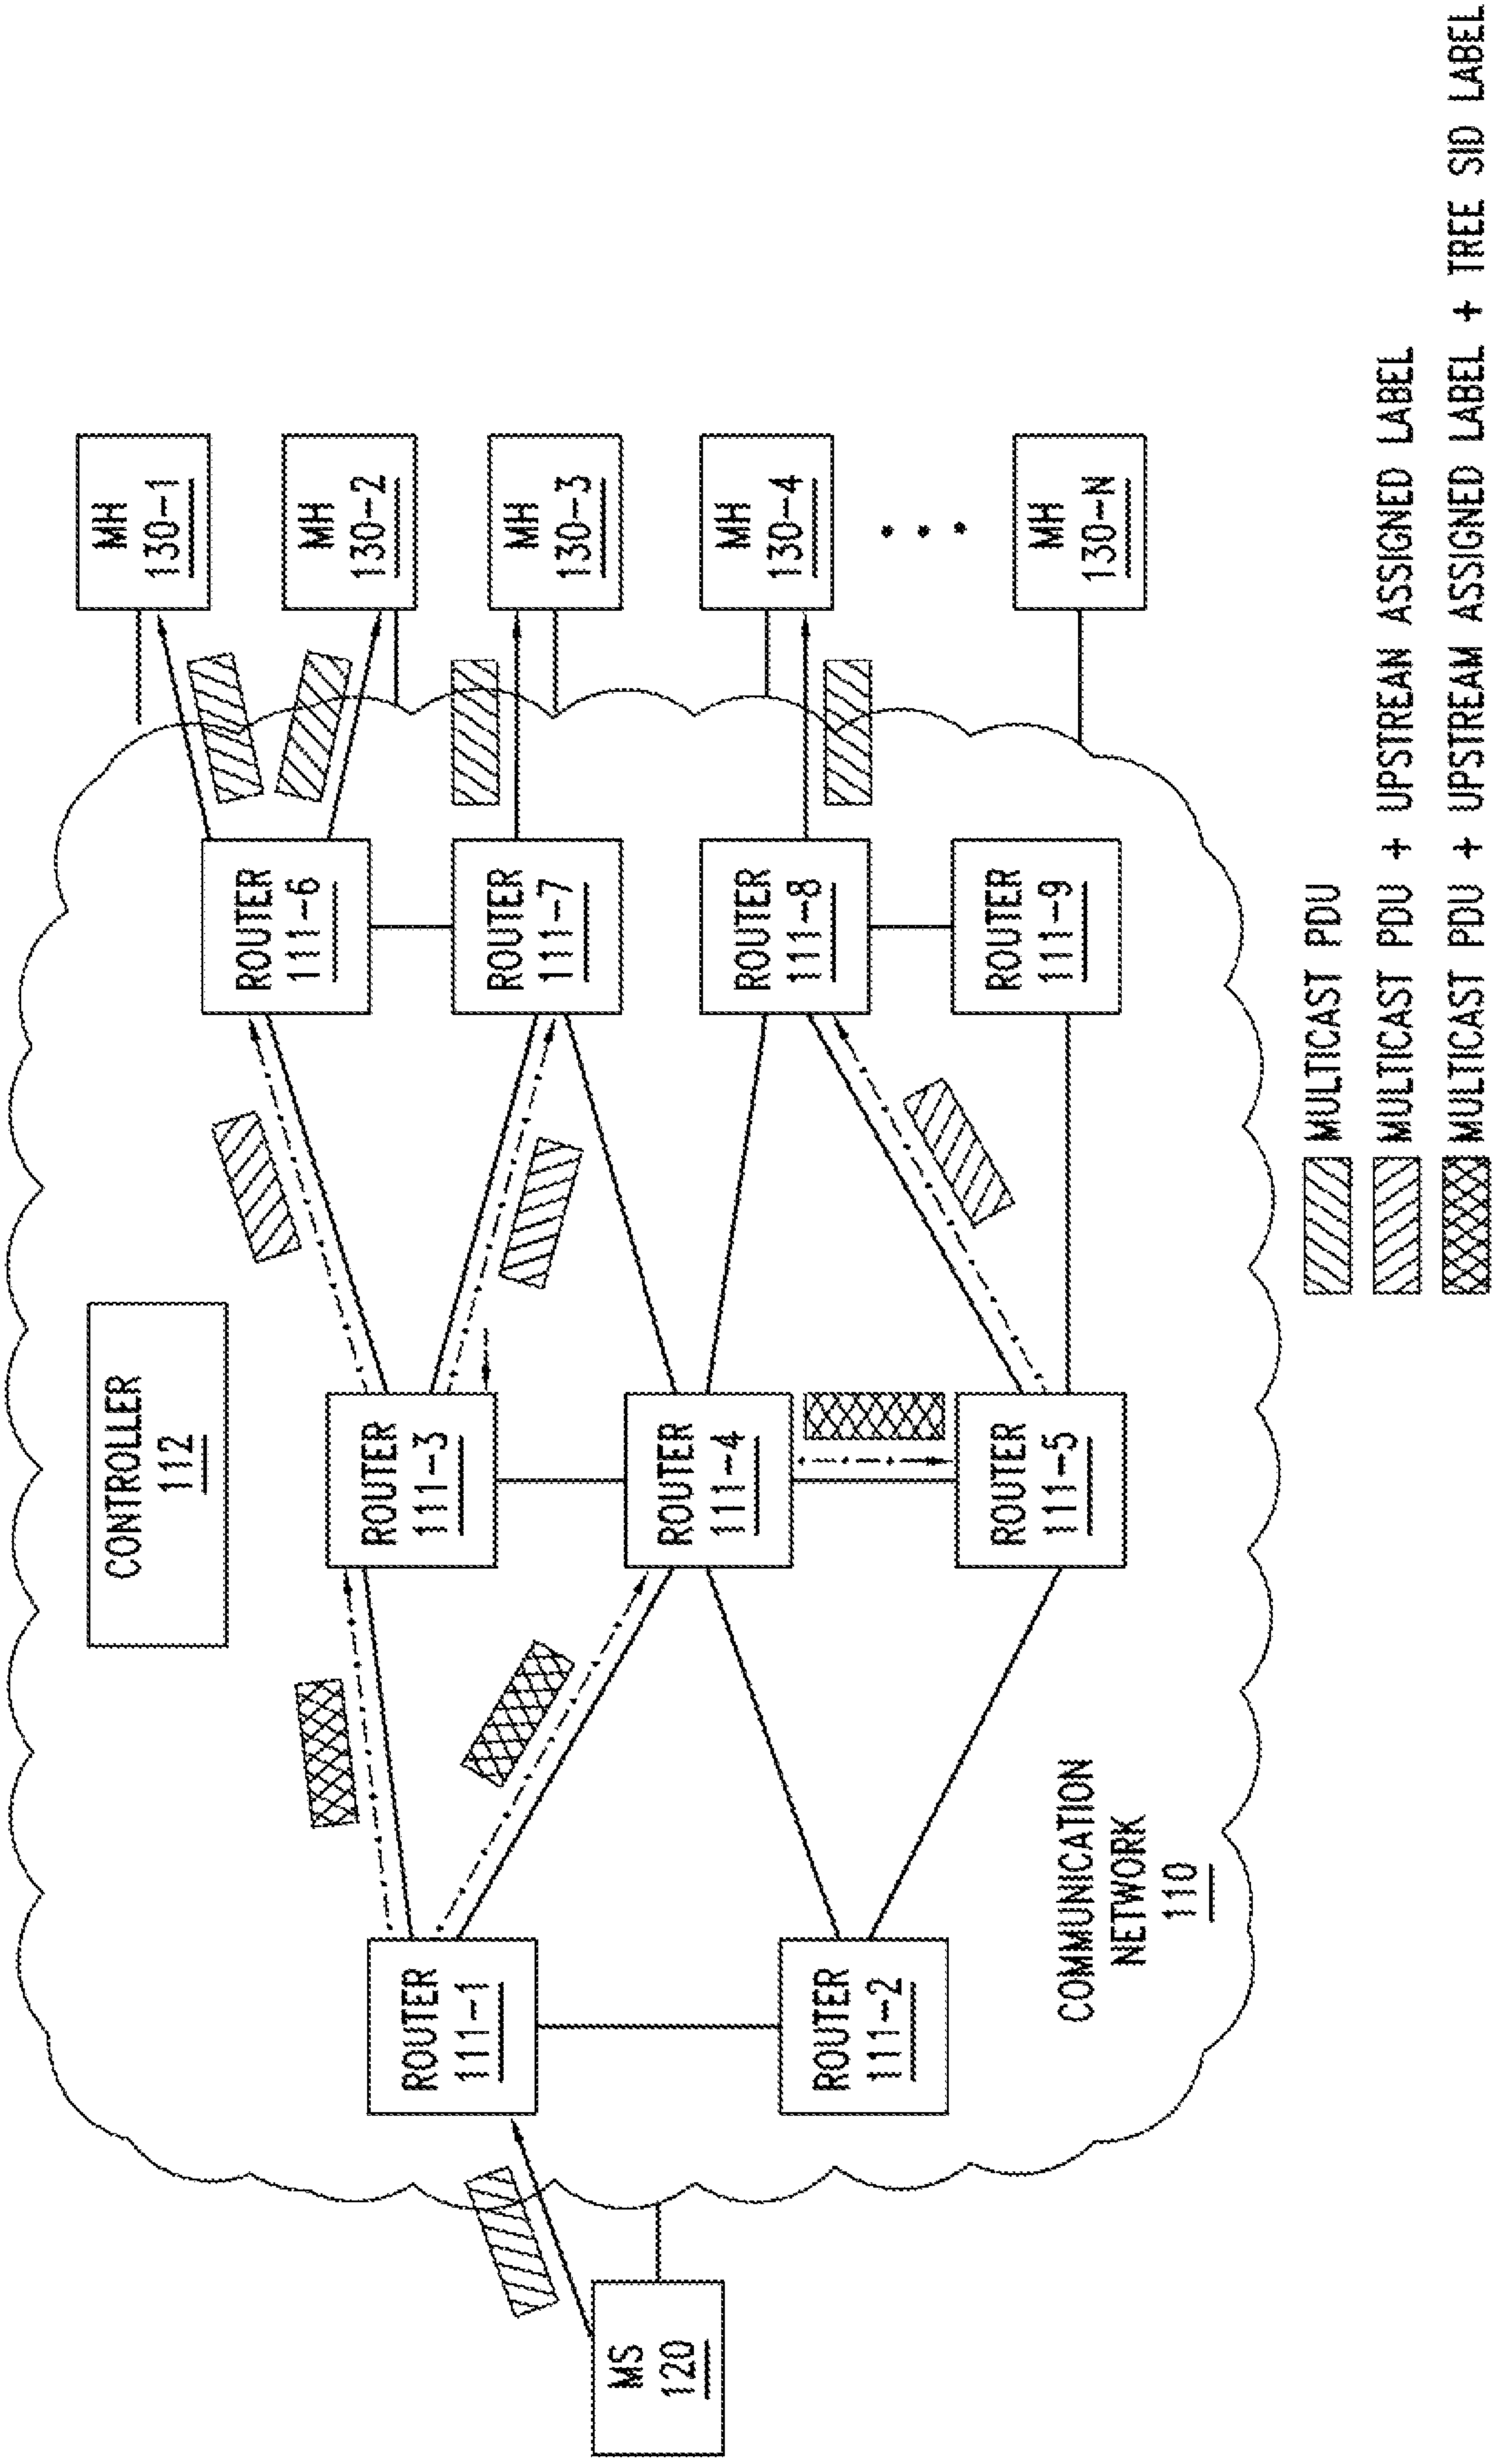 CONTROLLER
112
MS
120
ROUTER
111-1
ROUTER
111-2
ROUTER
111-3
ROUTER
111-4
ROUTER
111-5
ROUTER
111-6
ROUTER
111-7
ROUTER
111-8
ROUTER
111-9
MH
130-1
MH
130-2
MH
130-3
MH
130-4
MH
130-N
COMMUNICATION
NETWORK
110
MULTICAST PDU
MULTICAST PDU + UPSTREAN ASSIGNED LABEL
MULTICAST PDU + UPSTREAM ASSIGNED LABEL + TREE SID LABEL